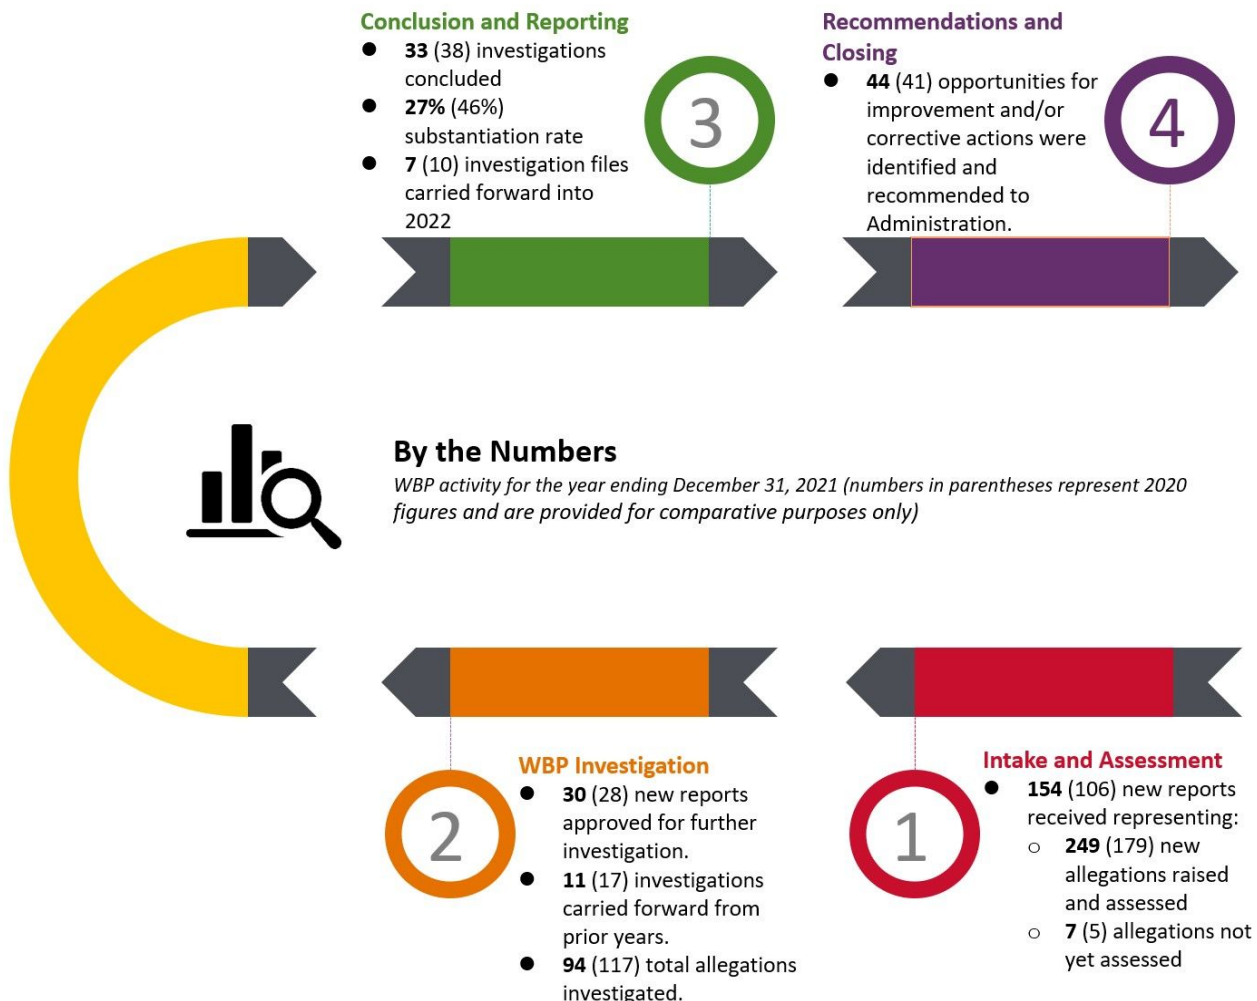 Conclusion and Reporting
● 33 (38) investigations
concluded
● 27% (46%)
substantiation rate
● 7 (10) investigation files
carried forward into
2022
3
Recommendations and
Closing
● 44 (41) opportunities for
improvement and/or
corrective actions were
identified and
recommended to
Administration.
4
By the Numbers
WBP activity for the year ending December 31, 2021 (numbers in parentheses represent 2020
figures and are provided for comparative purposes only)
2
WBP Investigation
● 30 (28) new reports
approved for further
investigation.
● 11 (17) investigations
carried forward from
prior years.
● 94 (117) total allegations
investigated.
1
Intake and Assessment
● 154 (106) new reports
received representing:
○ 249 (179) new
allegations raised
and assessed
○ 7 (5) allegations not
yet assessed